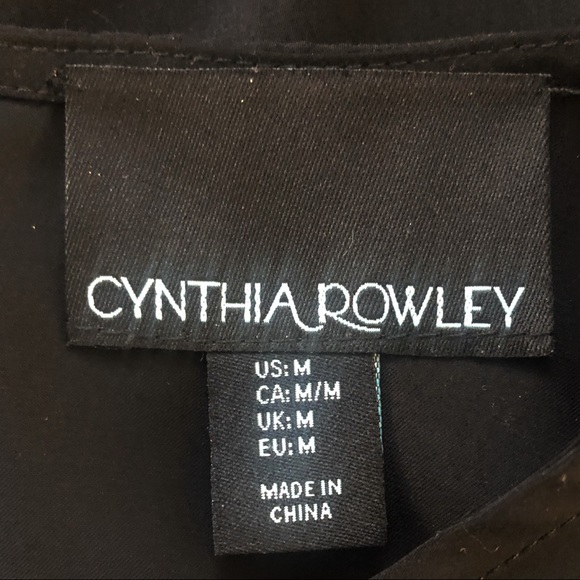 CYNTHIA ROWLEY
US: M
CA: M/M
UK: M
EU: M
MADE IN
CHINA